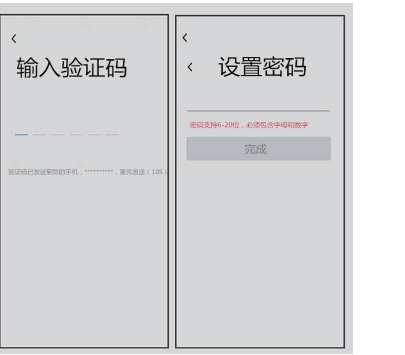 输入验证码
验证码已发送到您的手机，**********，重先发送（10S）
设置密码
密码支持6-20位，必须包含字母和数字
完成